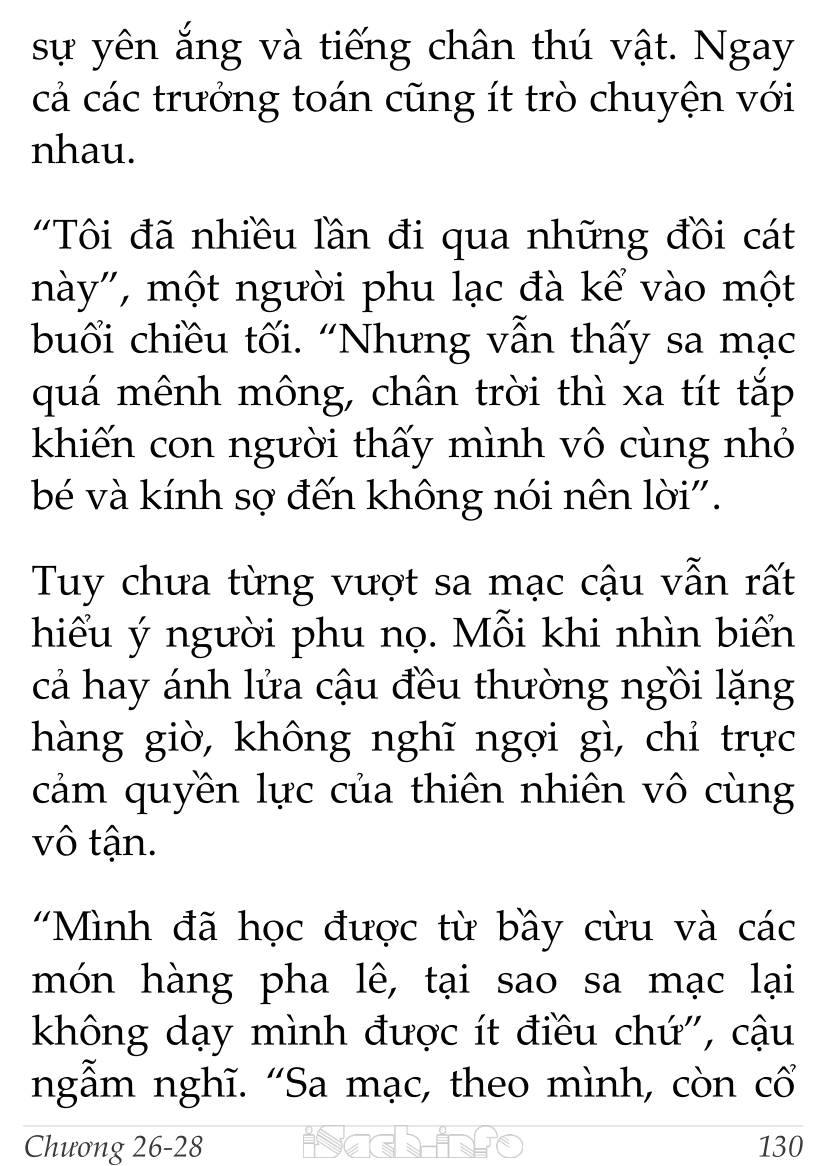 sự yên ắng và tiếng chân thú vật. Ngay
cả các trưởng toán cũng ít trò chuyện với
nhau.
“Tôi đã nhiều lần đi qua những đồi cát
này”, một người phu lạc đà kể vào một
buổi chiều tối. “Nhưng vẫn thấy sa mạc
quá mênh mông, chân trời thì xa tít tắp
khiến con người thấy mình vô cùng nhỏ
bé và kính sợ đến không nói nên lời”.
Tuy chưa từng vượt sa mạc cậu vẫn rất
hiểu ý người phu nọ. Mỗi khi nhìn biển
cả hay ánh lửa cậu đều thường ngồi lặng
hàng giờ, không nghĩ ngợi gì, chỉ trực
cảm quyền lực của thiên nhiên vô cùng
vô tận.
“Mình đã học được từ bầy cừu và các
món hàng pha lê, tại sao sa mạc lại
không dạy mình được ít điều chứ”, cậu
ngẫm nghĩ. “Sa mạc, theo mình, còn cổ
Chương 26-28 iSach.info 130